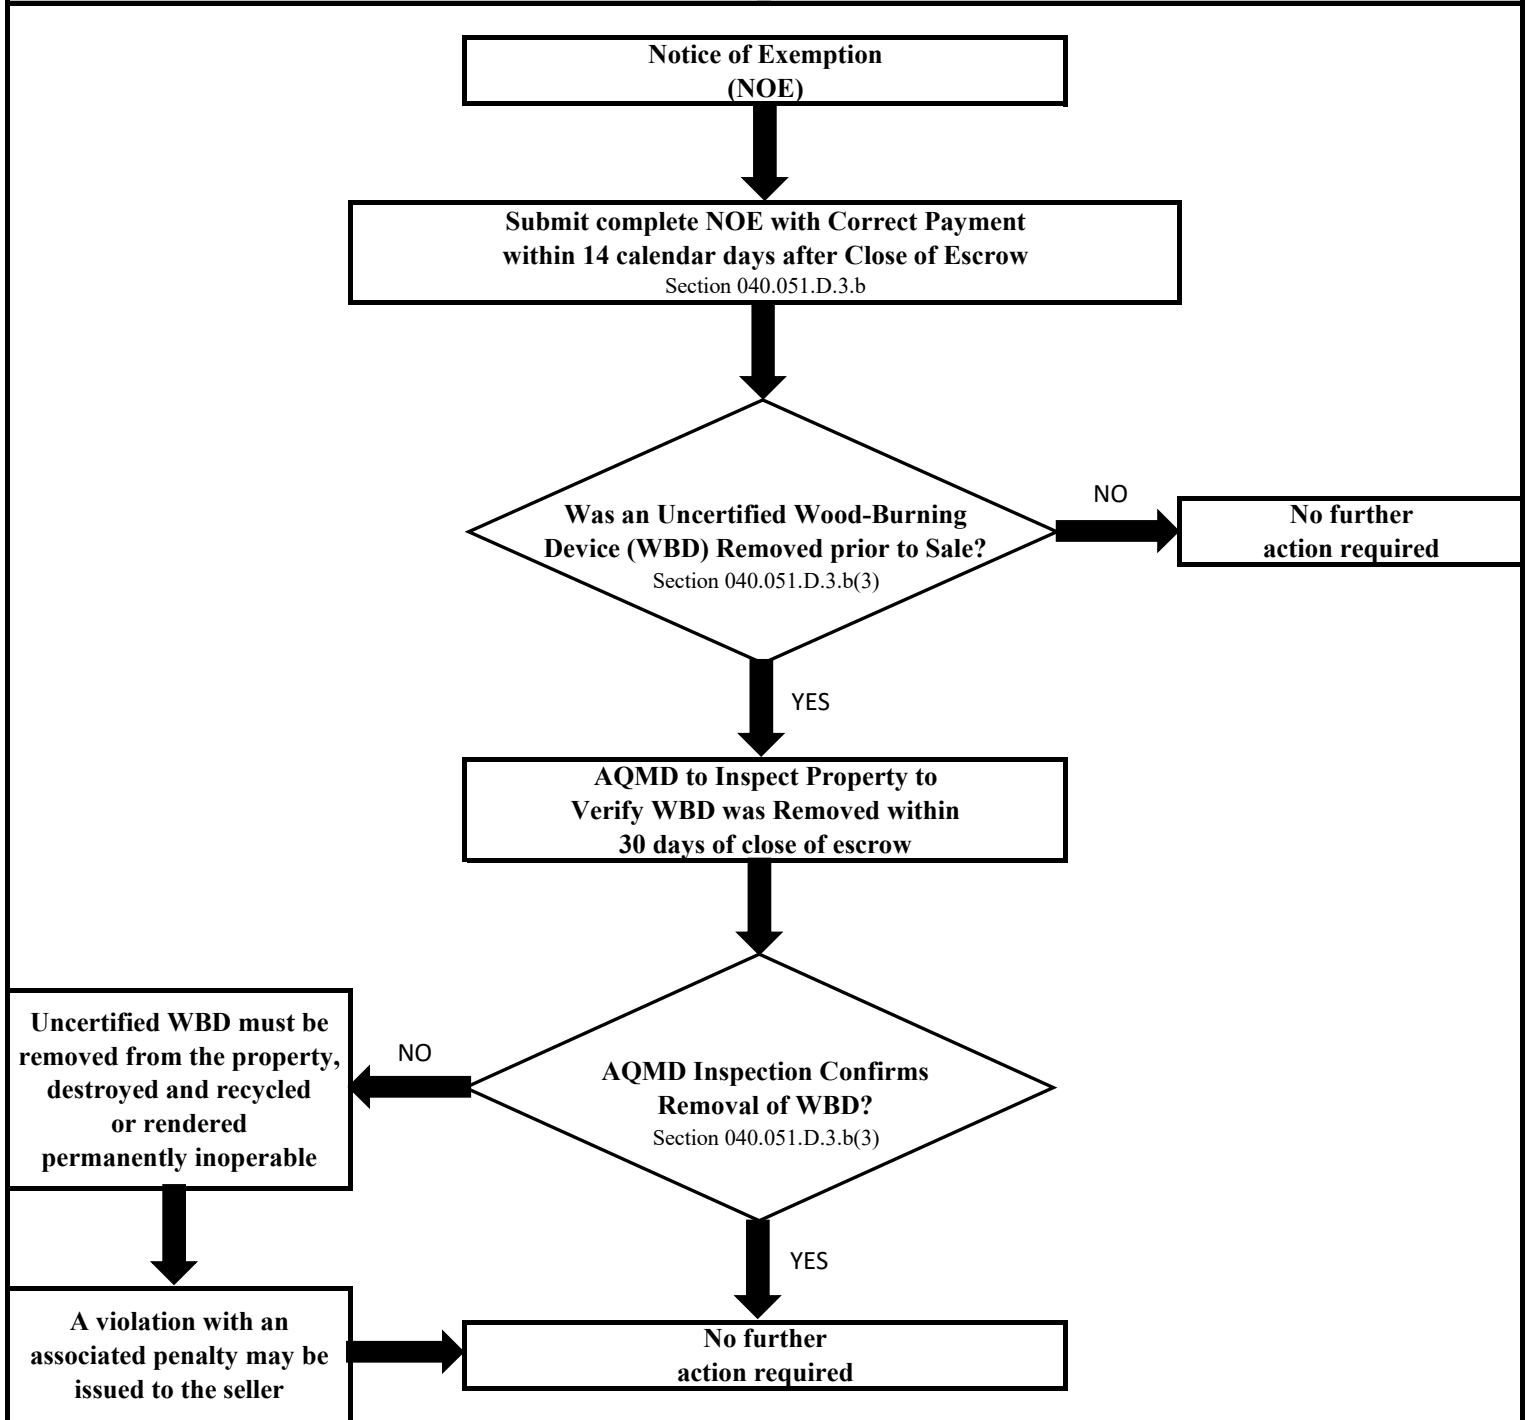 Notice of Exemption
(NOE)
Submit complete NOE with Correct Payment
within 14 calendar days after Close of Escrow
Section 040.051.D.3.b
Was an Uncertified Wood-Burning
Device (WBD) Removed prior to Sale?
Section 040.051.D.3.b(3)
NO
No further
action required
YES
AQMD to Inspect Property to
Verify WBD was Removed within
30 days of close of escrow
AQMD Inspection Confirms
Removal of WBD?
Section 040.051.D.3.b(3)
NO
Uncertified WBD must be
removed from the property,
destroyed and recycled
or rendered
permanently inoperable
A violation with an
associated penalty may be
issued to the seller
YES
No further
action required